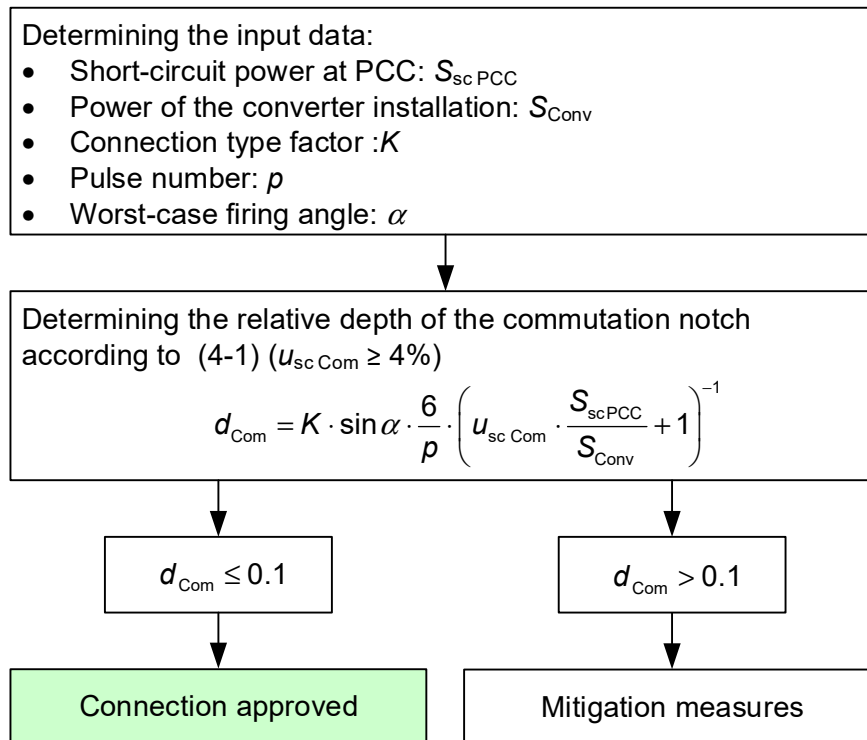 Determining the input data:
• Short-circuit power at PCC: S_sc PCC
• Power of the converter installation: S_Conv
• Connection type factor :K
• Pulse number: p
• Worst-case firing angle: α
Determining the relative depth of the commutation notch
according to (4-1) (u_sc Com ≥ 4%)
d_Com = K · sin α · 6/p · (u_sc Com · S_sc PCC/S_Conv + 1)^−1
d_Com ≤ 0.1
d_Com > 0.1
Connection approved
Mitigation measures